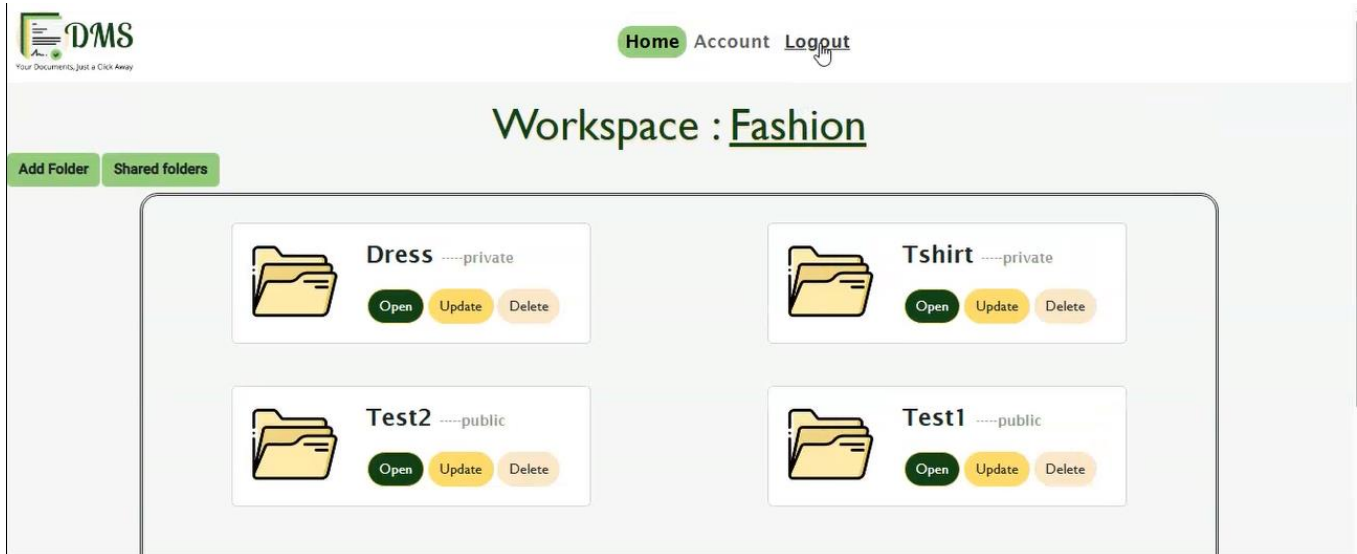 DMS
Your Documents, Just a Click Away
Home Account Logout
Workspace : Fashion
Add Folder Shared folders
Dress -----private
Open Update Delete
Tshirt -----private
Open Update Delete
Test2 -----public
Open Update Delete
Test1 -----public
Open Update Delete